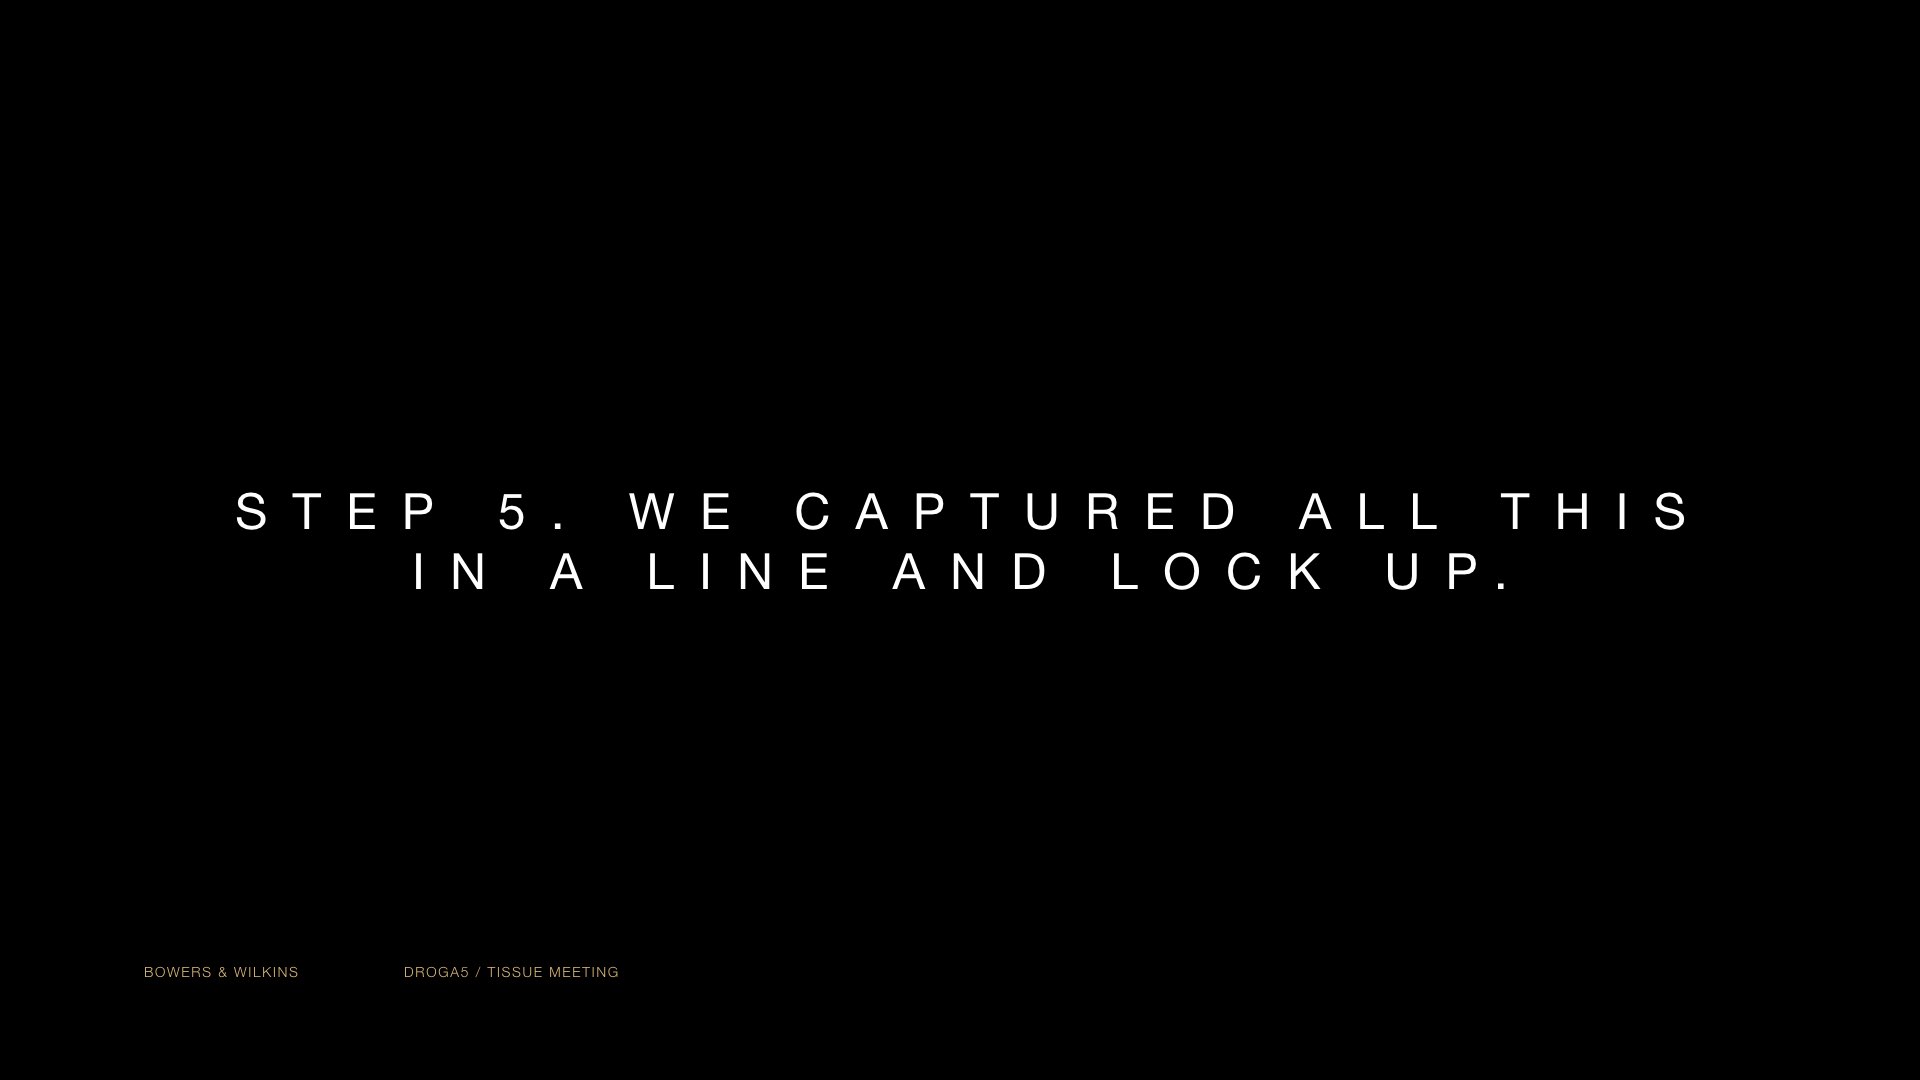 STEP 5. WE CAPTURED ALL THIS
IN A LINE AND LOCK UP.
BOWERS & WILKINS
DROGA5 / TISSUE MEETING